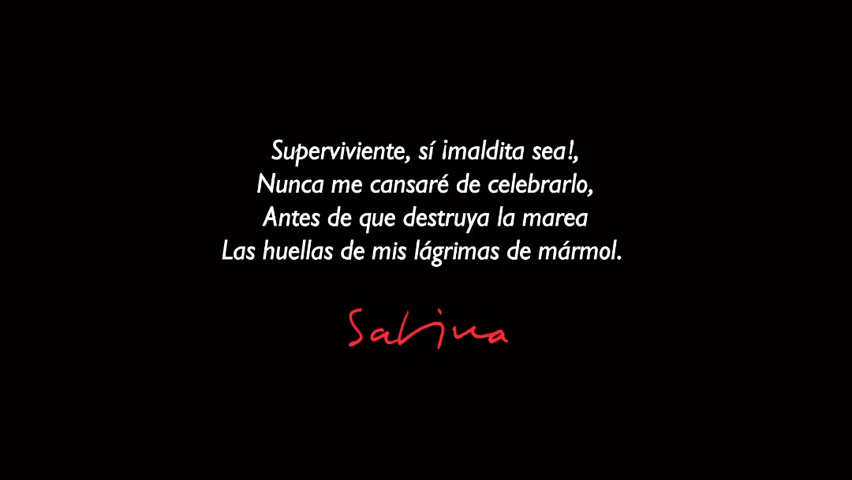 Superviviente, sí ¡maldita sea!,
Nunca me cansaré de celebrarlo,
Antes de que destruya la marea
Las huellas de mis lágrimas de mármol.
Sabina